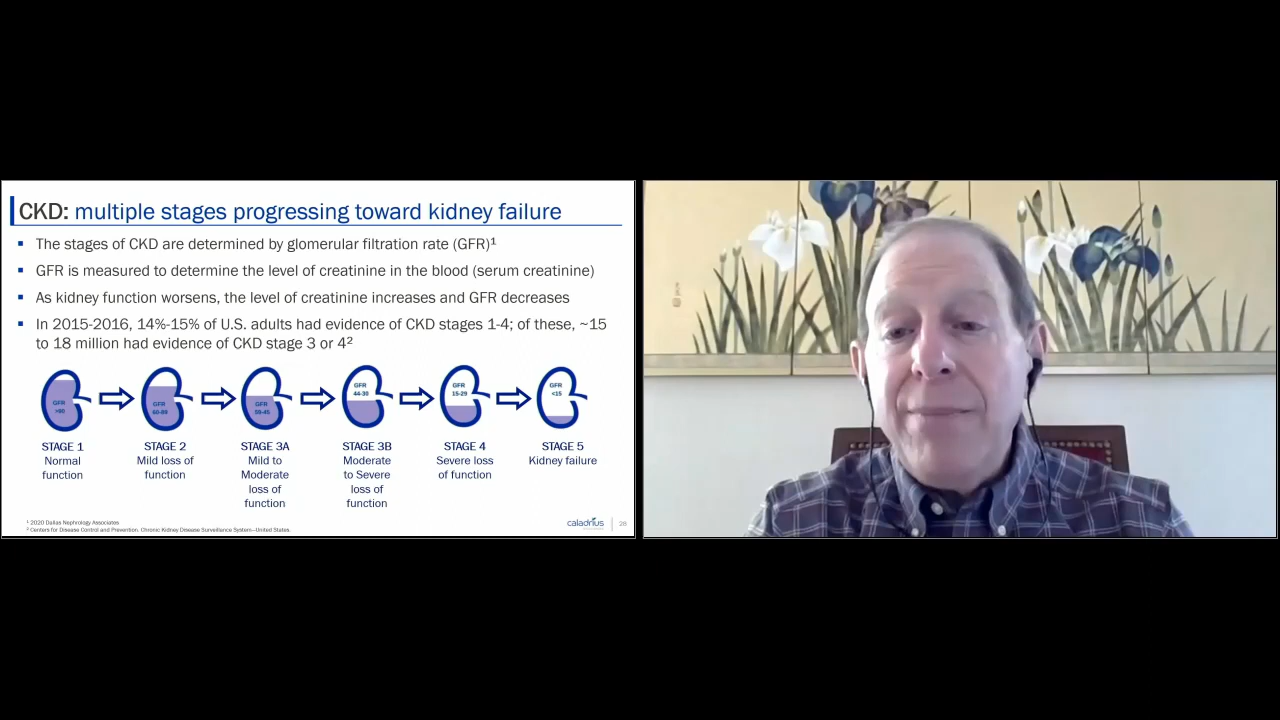 CKD: multiple stages progressing toward kidney failure
▪ The stages of CKD are determined by glomerular filtration rate (GFR)¹
▪ GFR is measured to determine the level of creatinine in the blood (serum creatinine)
▪ As kidney function worsens, the level of creatinine increases and GFR decreases
▪ In 2015-2016, 14%-15% of U.S. adults had evidence of CKD stages 1-4; of these, ~15
to 18 million had evidence of CKD stage 3 or 4²
GFR
>90
STAGE 1
Normal
function
GFR
60-89
STAGE 2
Mild loss of
function
GFR
59-45
STAGE 3A
Mild to
Moderate
loss of
function
GFR
44-30
STAGE 3B
Moderate
to Severe
loss of
function
GFR
15-29
STAGE 4
Severe loss
of function
GFR
<15
STAGE 5
Kidney failure
¹ 2020 Dallas Nephrology Associates
² Centers for Disease Control and Prevention. Chronic Kidney Disease Surveillance System—United States.
caladrius
28